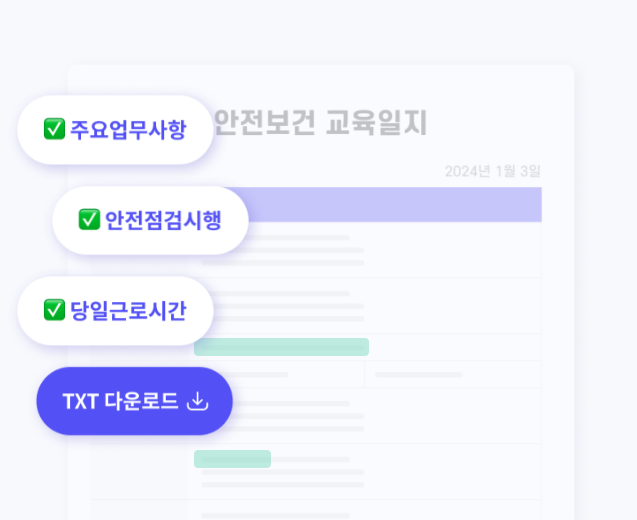 안전보건 교육일지
✅ 주요업무사항
2024년 1월 3일
✅ 안전점검시행
✅ 당일근로시간
TXT 다운로드